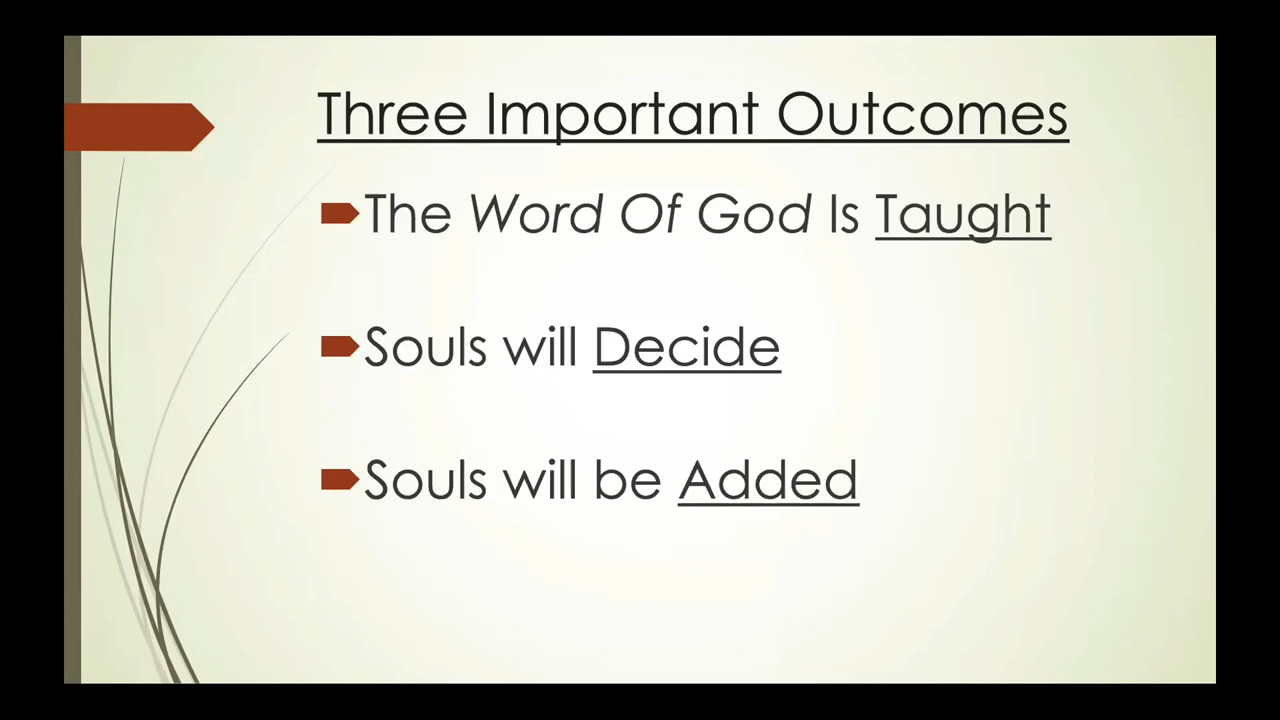 Three Important Outcomes
The Word Of God Is Taught
Souls will Decide
Souls will be Added